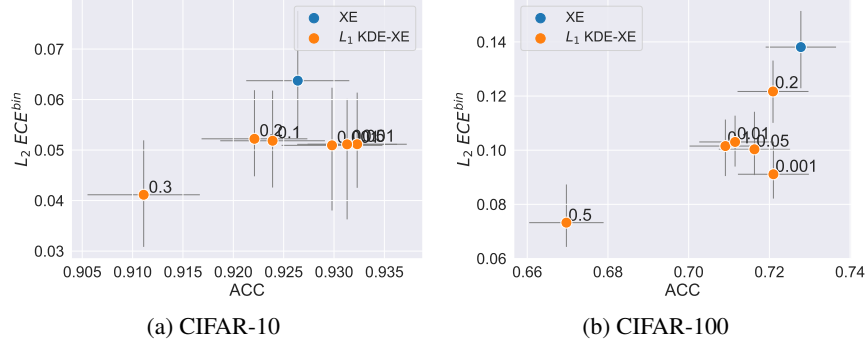 XE
L₁ KDE-XE
0.07
0.06
0.05
0.04
0.03
L₂ ECEᵇⁱⁿ
0.2
0.1
0.01
0.3
0.905 0.910 0.915 0.920 0.925 0.930 0.935
ACC
(a) CIFAR-10
XE
L₁ KDE-XE
0.14
0.12
0.10
0.08
0.06
L₂ ECEᵇⁱⁿ
0.2
0.01
0.05
0.001
0.5
0.66 0.68 0.70 0.72 0.74
ACC
(b) CIFAR-100